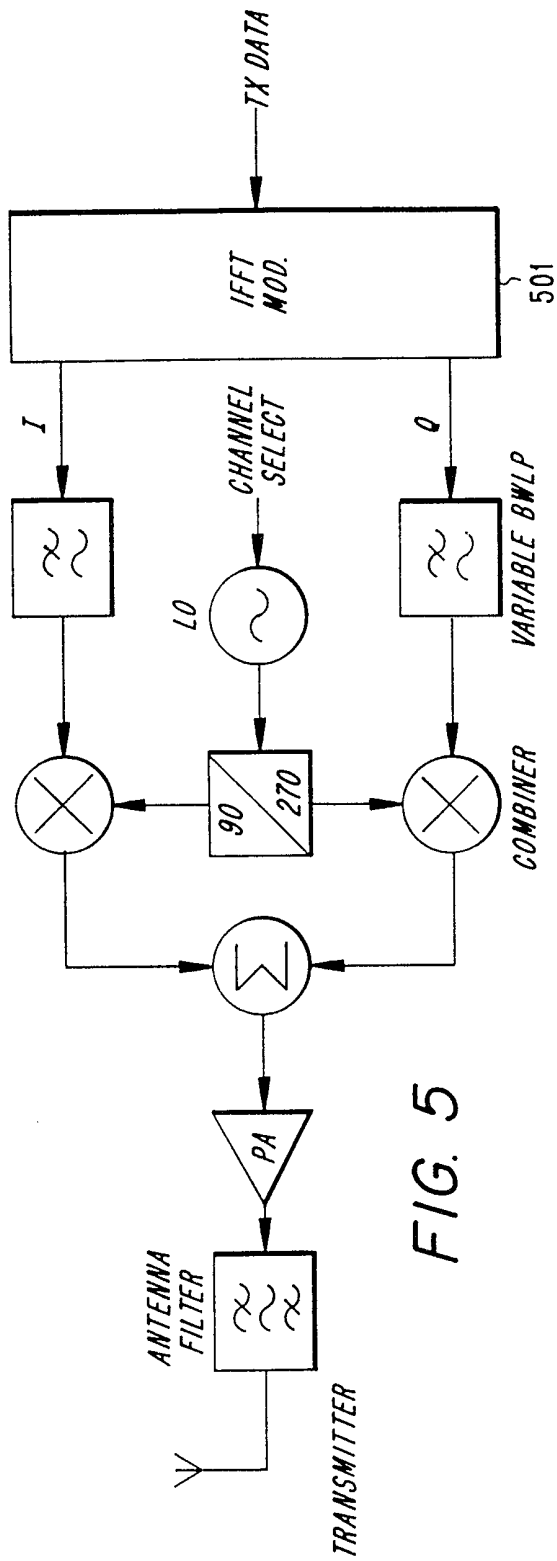 TX DATA
IFFT
MOD.
501
I
Q
CHANNEL
SELECT
LO
VARIABLE BWLP
90
270
COMBINER
Σ
PA
ANTENNA
FILTER
TRANSMITTER
FIG. 5